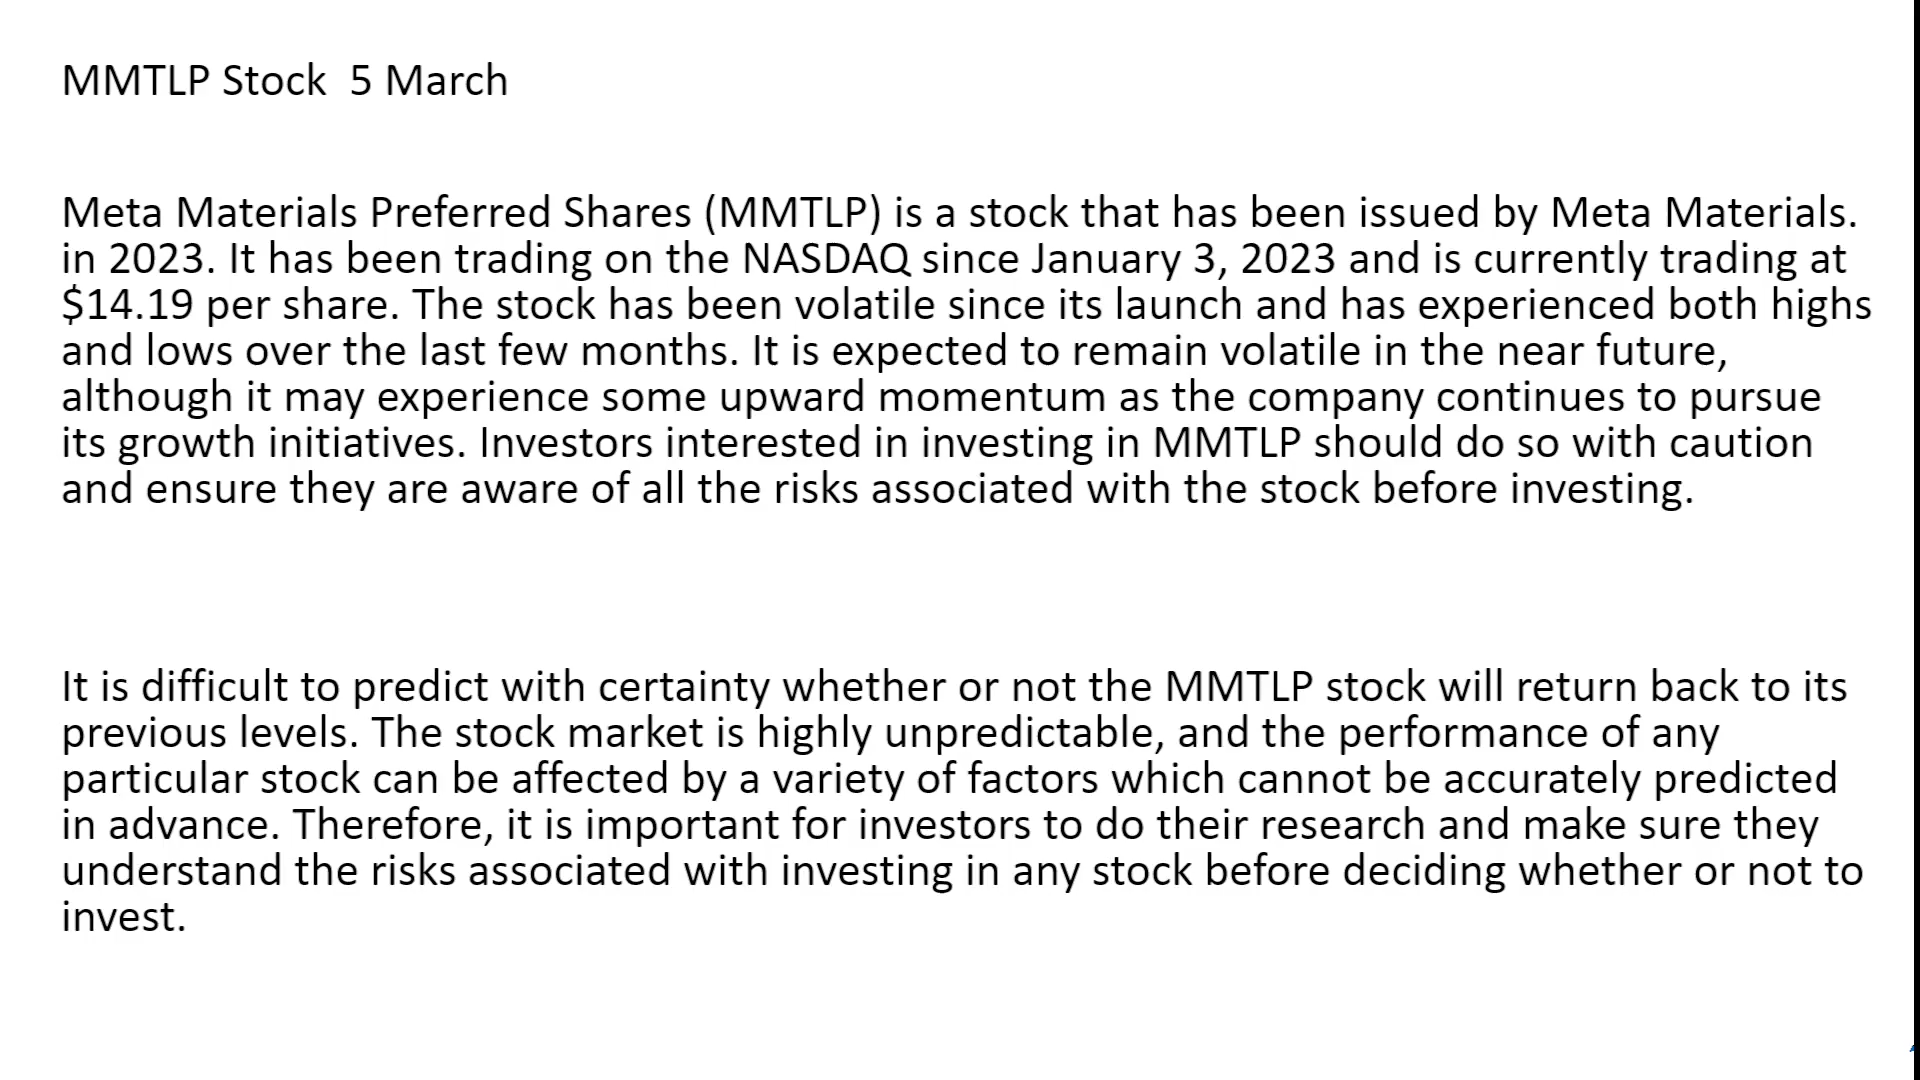 MMTLP Stock  5 March
Meta Materials Preferred Shares (MMTLP) is a stock that has been issued by Meta Materials.
in 2023. It has been trading on the NASDAQ since January 3, 2023 and is currently trading at
$14.19 per share. The stock has been volatile since its launch and has experienced both highs
and lows over the last few months. It is expected to remain volatile in the near future,
although it may experience some upward momentum as the company continues to pursue
its growth initiatives. Investors interested in investing in MMTLP should do so with caution
and ensure they are aware of all the risks associated with the stock before investing.
It is difficult to predict with certainty whether or not the MMTLP stock will return back to its
previous levels. The stock market is highly unpredictable, and the performance of any
particular stock can be affected by a variety of factors which cannot be accurately predicted
in advance. Therefore, it is important for investors to do their research and make sure they
understand the risks associated with investing in any stock before deciding whether or not to
invest.